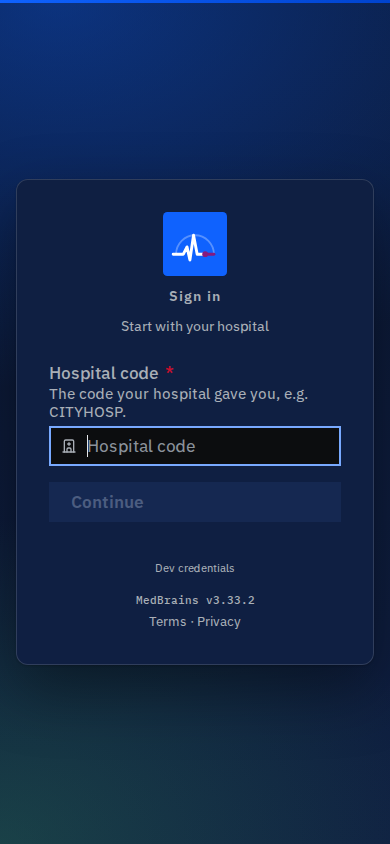 Sign in
Start with your hospital
Hospital code *
The code your hospital gave you, e.g.
CITYHOSP.
Hospital code
Continue
Dev credentials
MedBrains v3.33.2
Terms · Privacy